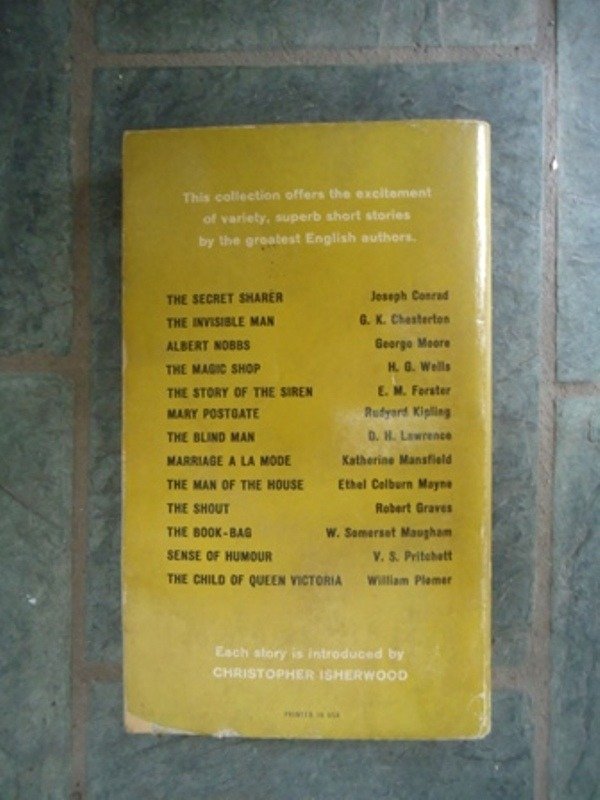 This collection offers the excitement
of variety, superb short stories
by the greatest English authors.
THE SECRET SHARER Joseph Conrad
THE INVISIBLE MAN G. K. Chesterton
ALBERT NOBBS George Moore
THE MAGIC SHOP H. G. Wells
THE STORY OF THE SIREN E. M. Forster
MARY POSTGATE Rudyard Kipling
THE BLIND MAN D. H. Lawrence
MARRIAGE A LA MODE Katherine Mansfield
THE MAN OF THE HOUSE Ethel Colburn Mayne
THE SHOUT Robert Graves
THE BOOK-BAG W. Somerset Maugham
SENSE OF HUMOUR V. S. Pritchett
THE CHILD OF QUEEN VICTORIA William Plomer
Each story is introduced by
CHRISTOPHER ISHERWOOD
PRINTED IN USA